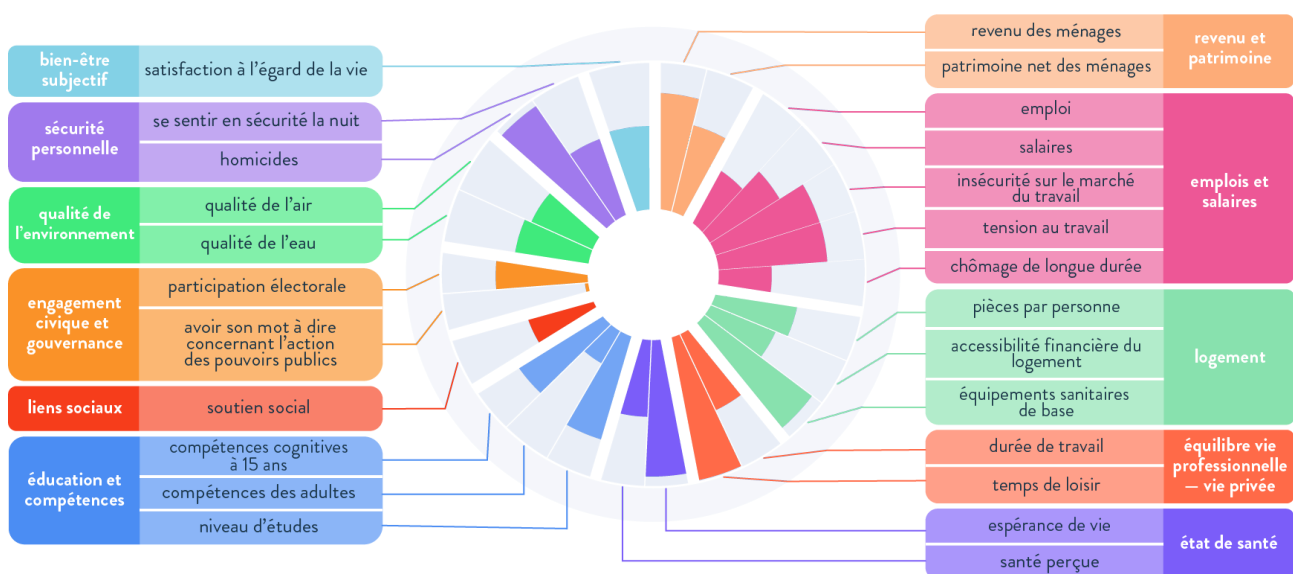 bien-être
subjectif
satisfaction à l'égard de la vie
sécurité
personnelle
se sentir en sécurité la nuit
homicides
qualité de
l'environnement
qualité de l'air
qualité de l'eau
engagement
civique et
gouvernance
participation électorale
avoir son mot à dire
concernant l'action
des pouvoirs publics
liens sociaux
soutien social
éducation et
compétences
compétences cognitives
à 15 ans
compétences des adultes
niveau d'études
revenu des ménages
patrimoine net des ménages
revenu et
patrimoine
emploi
salaires
insécurité sur le marché
du travail
tension au travail
chômage de longue durée
emplois et
salaires
pièces par personne
accessibilité financière du
logement
équipements sanitaires
de base
logement
durée de travail
temps de loisir
équilibre vie
professionnelle
— vie privée
espérance de vie
santé perçue
état de santé